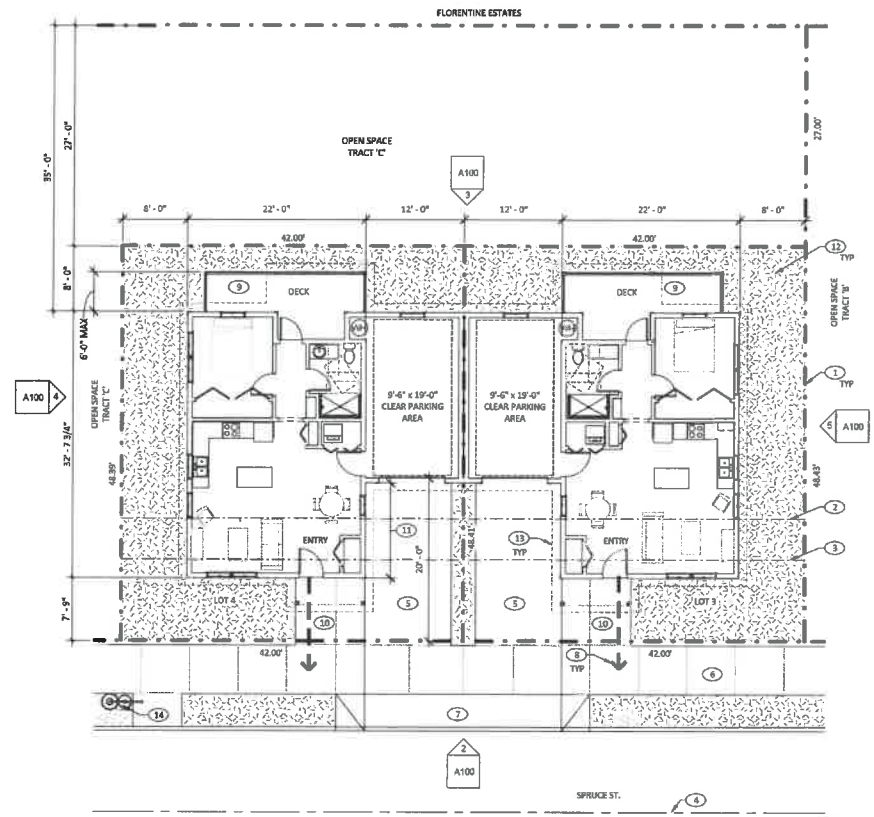 FLORENTINE ESTATES
35' - 0"
27' - 0"
27.00'
OPEN SPACE
TRACT 'C'
A100
3
8' - 0"
22' - 0"
12' - 0"
12' - 0"
22' - 0"
8' - 0"
42.00'
42.00'
12
TYP
8' - 0"
6'-0" MAX
9
DECK
DECK
9
OPEN SPACE
TRACT 'B'
1
TYP
A100
4
OPEN SPACE
TRACT 'C'
9'-6" x 19'-0"
CLEAR PARKING
AREA
9'-6" x 19'-0"
CLEAR PARKING
AREA
5
A100
32' - 7 3/4"
48.39'
48.43'
2
11
20' - 0"
48.41'
13
TYP
ENTRY
ENTRY
3
7' - 9"
LOT 4
5
5
LOT 3
10
10
42.00'
8
TYP
42.00'
6
14
7
2
A100
SPRUCE ST.
4